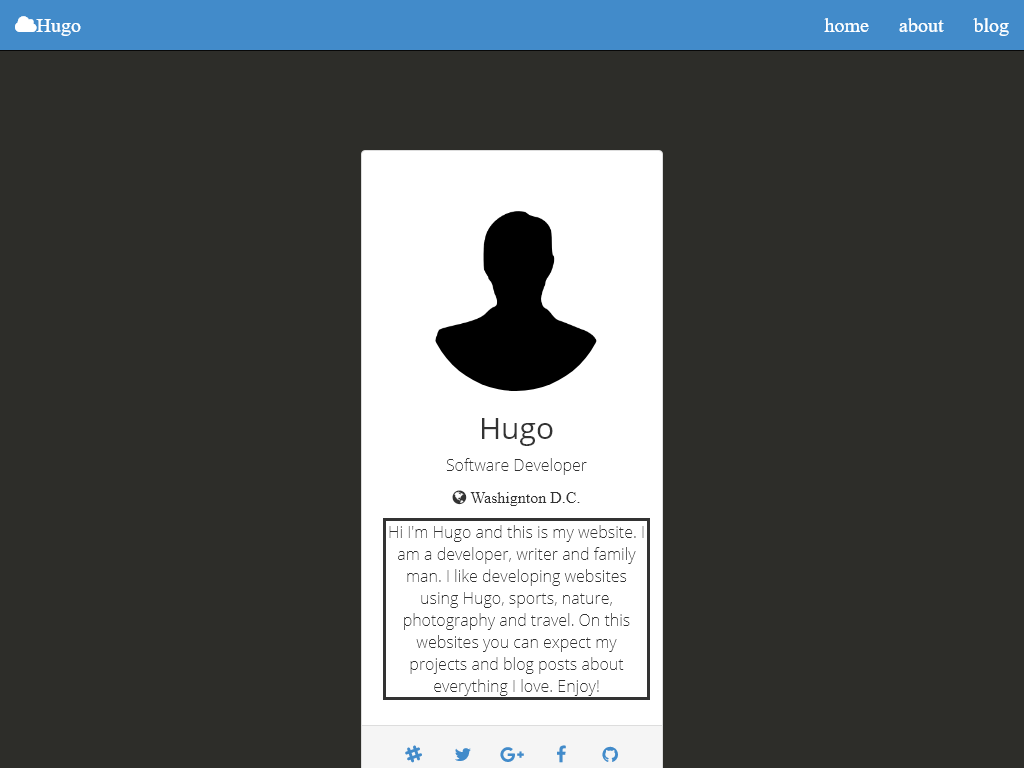 Hugo
home about blog
Hugo
Software Developer
Washignton D.C.
Hi I'm Hugo and this is my website. I
am a developer, writer and family
man. I like developing websites
using Hugo, sports, nature,
photography and travel. On this
websites you can expect my
projects and blog posts about
everything I love. Enjoy!